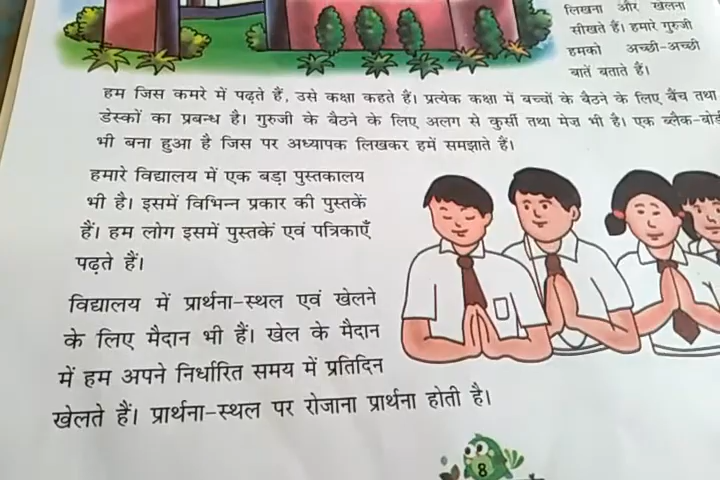 लिखना और खेलना
सीखते हैं। हमारे गुरुजी
हमको अच्छी-अच्छी
बातें बताते हैं।
हम जिस कमरे में पढ़ते हैं, उसे कक्षा कहते हैं। प्रत्येक कक्षा में बच्चों के बैठने के लिए बैंच तथा
डेस्कों का प्रबन्ध है। गुरुजी के बैठने के लिए अलग से कुर्सी तथा मेज़ भी है। एक ब्लैक-बोर्ड
भी बना हुआ है जिस पर अध्यापक लिखकर हमें समझाते हैं।
हमारे विद्यालय में एक बड़ा पुस्तकालय
भी है। इसमें विभिन्न प्रकार की पुस्तकें
हैं। हम लोग इसमें पुस्तकें एवं पत्रिकाएँ
पढ़ते हैं।
विद्यालय में प्रार्थना-स्थल एवं खेलने
के लिए मैदान भी हैं। खेल के मैदान
में हम अपने निर्धारित समय में प्रतिदिन
खेलते हैं। प्रार्थना-स्थल पर रोजाना प्रार्थना होती है।
8